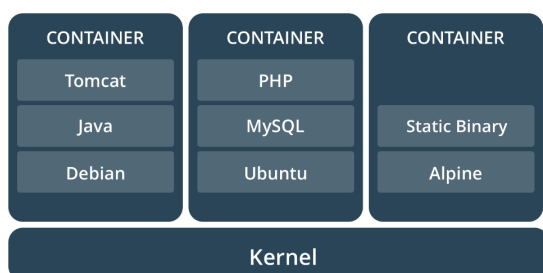 CONTAINER
Tomcat
Java
Debian
CONTAINER
PHP
MySQL
Ubuntu
CONTAINER
Static Binary
Alpine
Kernel